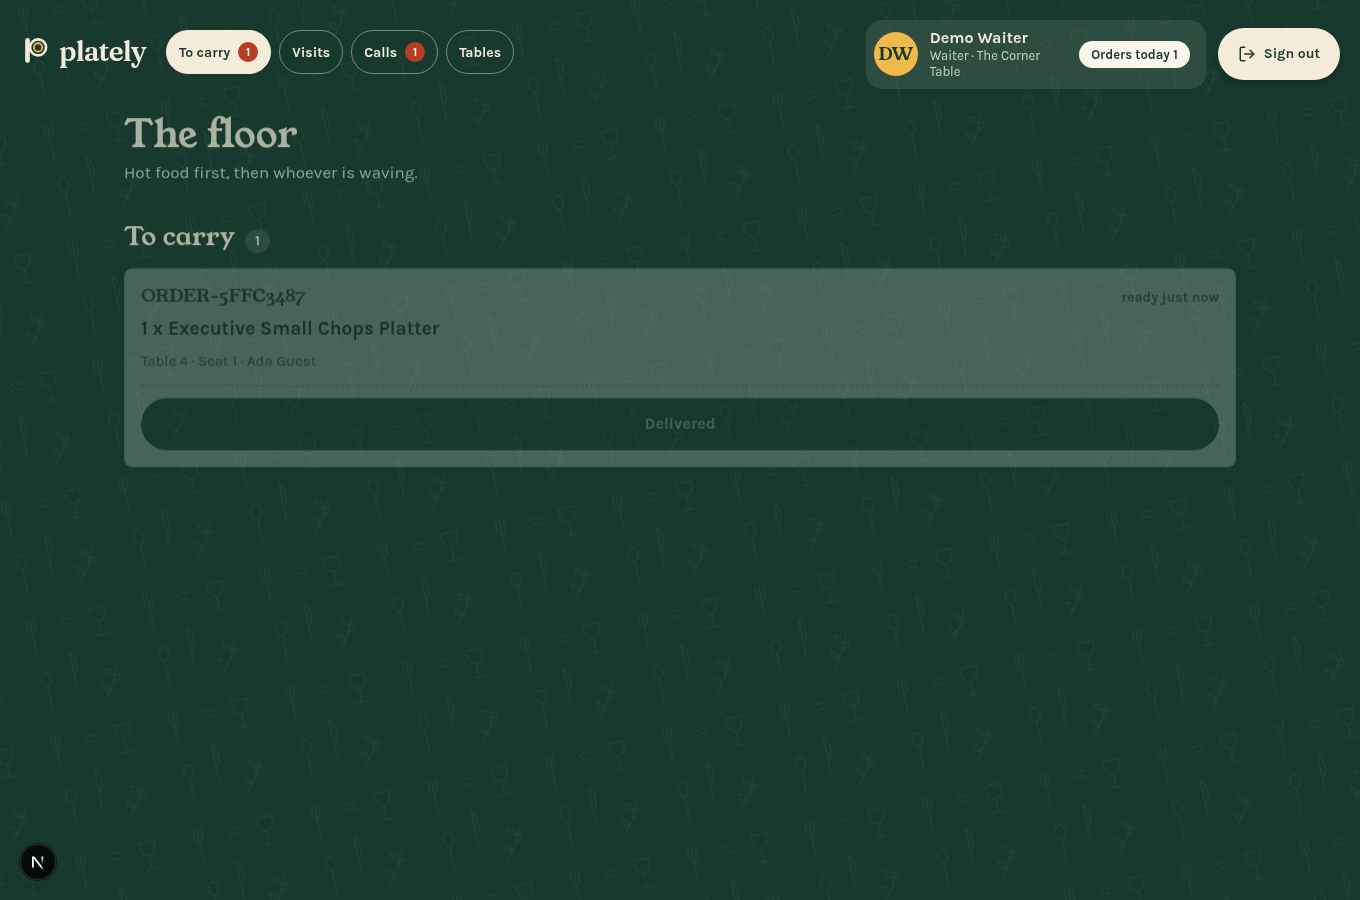 plately
To carry 1
Visits
Calls 1
Tables
DW
Demo Waiter
Waiter · The Corner
Table
Orders today 1
Sign out
The floor
Hot food first, then whoever is waving.
To carry 1
ORDER-5FFC3487
ready just now
1 x Executive Small Chops Platter
Table 4 · Seat 1 · Ada Guest
Delivered
N